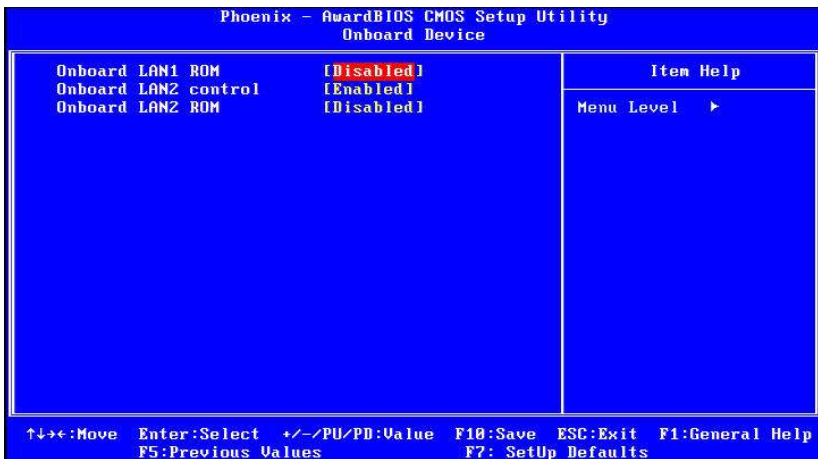 Phoenix - AwardBIOS CMOS Setup Utility
Onboard Device
Onboard LAN1 ROM [Disabled]
Onboard LAN2 control [Enabled]
Onboard LAN2 ROM [Disabled]
Item Help
Menu Level ►
↑↓→←:Move Enter:Select +/-/PU/PD:Value F10:Save ESC:Exit F1:General Help
F5:Previous Values F7: SetUp Defaults